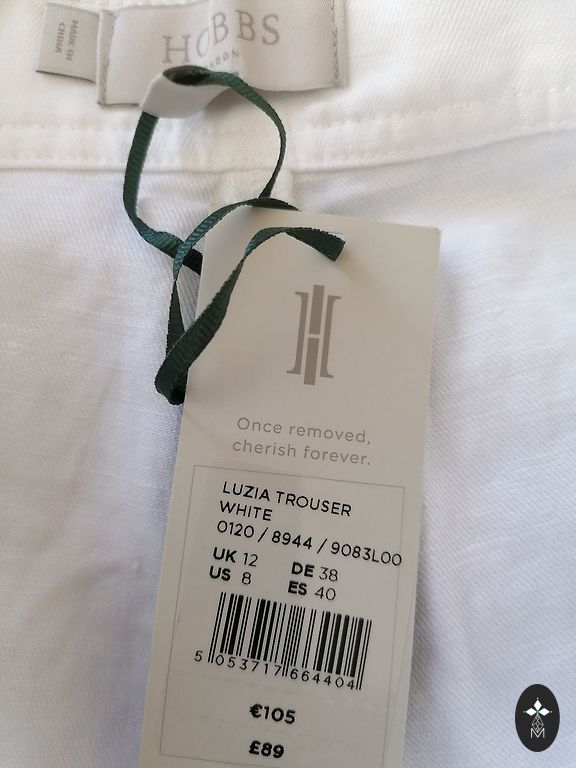 MADE IN
CHINA
HOBBS
LONDON
Once removed,
cherish forever.
LUZIA TROUSER
WHITE
0120 / 8944 / 9083L00
UK 12 DE 38
US 8 ES 40
5 053717 664404
€105
£89
M